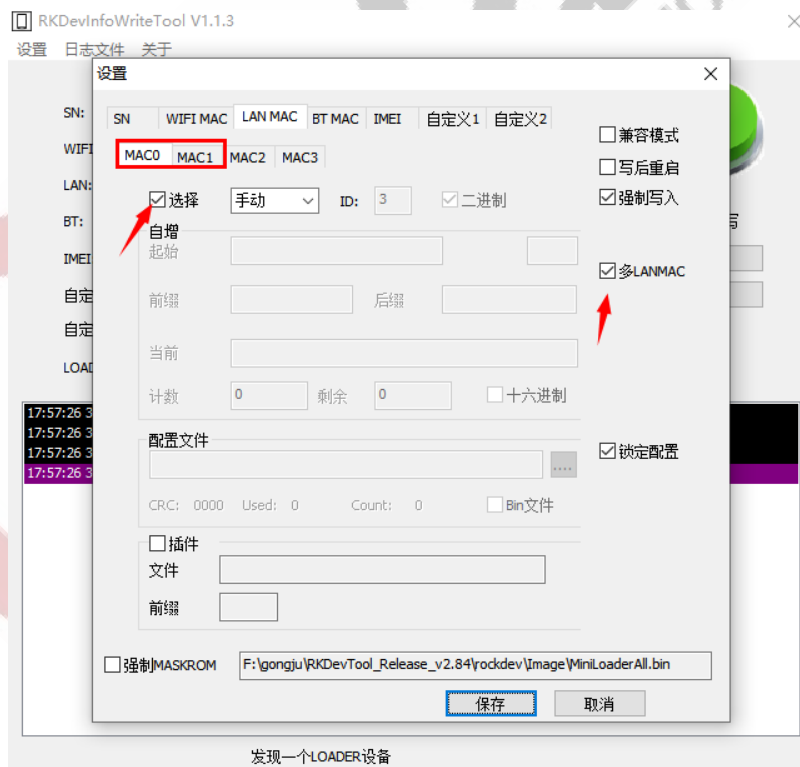 RKDevInfoWriteTool V1.1.3
设置 日志文件 关于
设置
SN:
WIFI
LAN:
BT:
IMEI
自定
自定
LOAD
SN WIFI MAC LAN MAC BT MAC IMEI 自定义1 自定义2
MAC0 MAC1 MAC2 MAC3
兼容模式
写后重启
强制写入
选择 手动 ID: 3 二进制
写
自增
起始
多LANMAC
前缀 后缀
当前
计数 0 剩余 0 十六进制
17:57:26 3
17:57:26 3
17:57:26 3
17:57:26 3
配置文件
....
锁定配置
CRC: 0000 Used: 0 Count: 0 Bin文件
插件
文件
前缀
强制MASKROM F:\gongju\RKDevTool_Release_v2.84\rockdev\Image\MiniLoaderAll.bin
保存 取消
发现一个LOADER设备